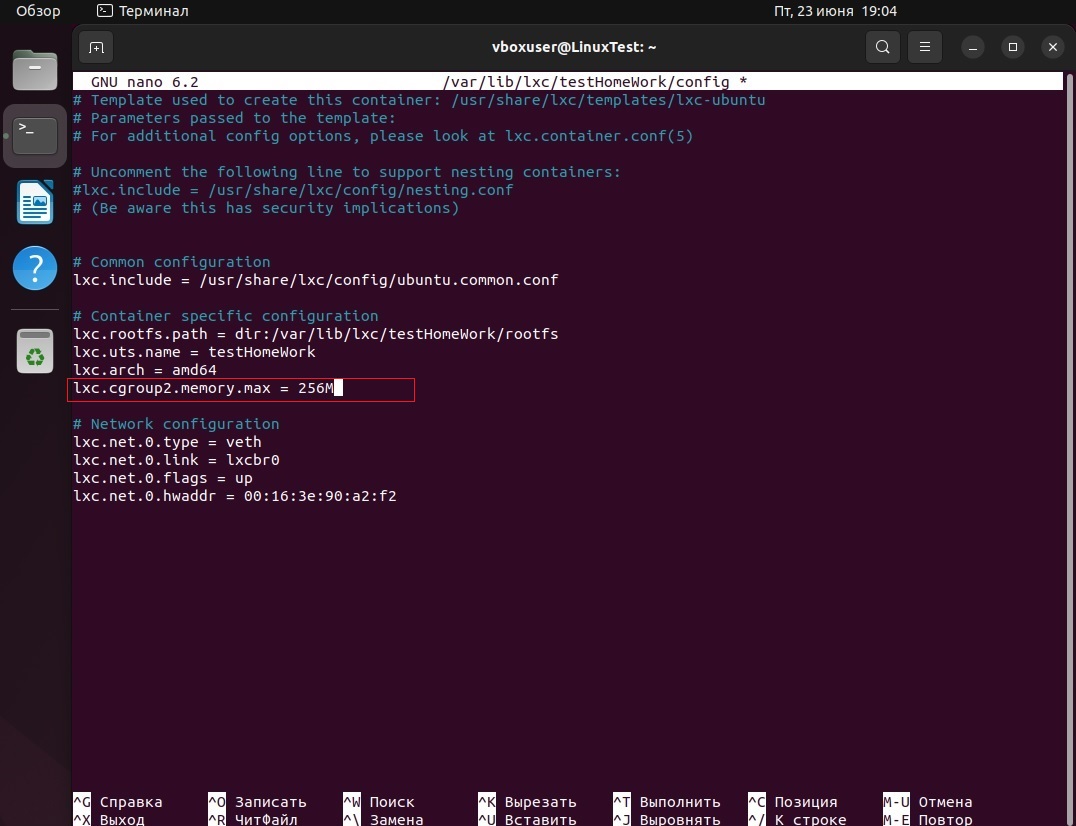 Обзор Терминал Пт, 23 июня 19:04
vboxuser@LinuxTest: ~
GNU nano 6.2 /var/lib/lxc/testHomeWork/config *
# Template used to create this container: /usr/share/lxc/templates/lxc-ubuntu
# Parameters passed to the template:
# For additional config options, please look at lxc.container.conf(5)
# Uncomment the following line to support nesting containers:
#lxc.include = /usr/share/lxc/config/nesting.conf
# (Be aware this has security implications)
# Common configuration
lxc.include = /usr/share/lxc/config/ubuntu.common.conf
# Container specific configuration
lxc.rootfs.path = dir:/var/lib/lxc/testHomeWork/rootfs
lxc.uts.name = testHomeWork
lxc.arch = amd64
lxc.cgroup2.memory.max = 256M
# Network configuration
lxc.net.0.type = veth
lxc.net.0.link = lxcbr0
lxc.net.0.flags = up
lxc.net.0.hwaddr = 00:16:3e:90:a2:f2
^G Справка ^O Записать ^W Поиск ^K Вырезать ^T Выполнить ^C Позиция M-U Отмена
^X Выход ^R ЧитФайл ^\ Замена ^U Вставить ^J Выровнять ^/ К строке M-E Повтор